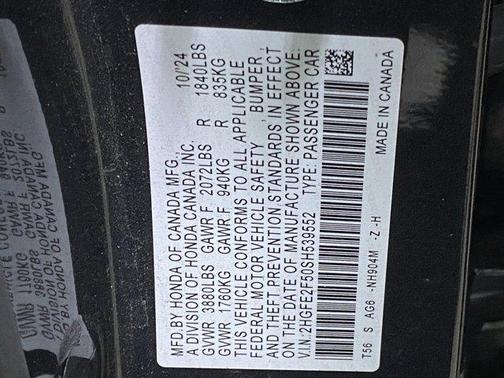 MFD BY HONDA OF CANADA MFG., 10/24
A DIVISION OF HONDA CANADA INC.
GVWR 3880LBS GAWR F 2072LBS R 1840LBS
GVWR 1760KG GAWR F 940KG R 835KG
THIS VEHICLE CONFORMS TO ALL APPLICABLE
FEDERAL MOTOR VEHICLE SAFETY, BUMPER,
AND THEFT PREVENTION STANDARDS IN EFFECT
ON THE DATE OF MANUFACTURE SHOWN ABOVE.
V.I.N. 2HGFE2F50SH539552 TYPE: PASSENGER CAR
T56 S AG6 -NH904M -Z -H MADE IN CANADA